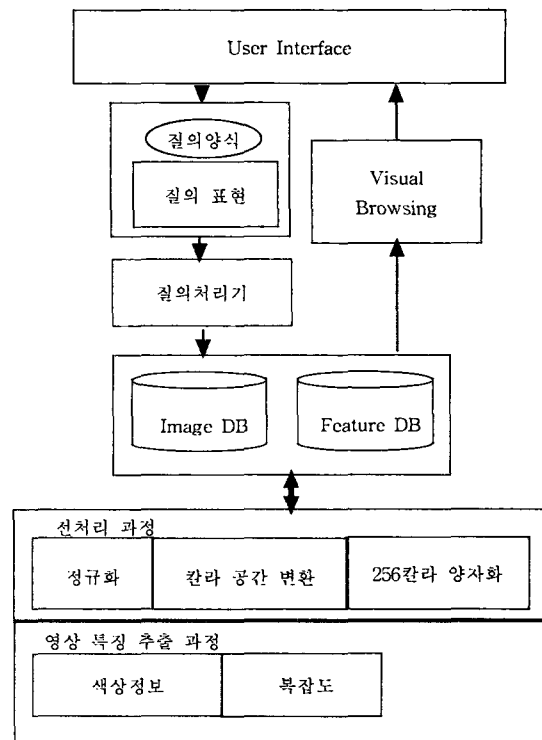 User Interface
질의양식
질의 표현
Visual
Browsing
질의처리기
Image DB
Feature DB
선처리 과정
정규화
칼라 공간 변환
256칼라 양자화
영상 특징 추출 과정
색상정보
복잡도